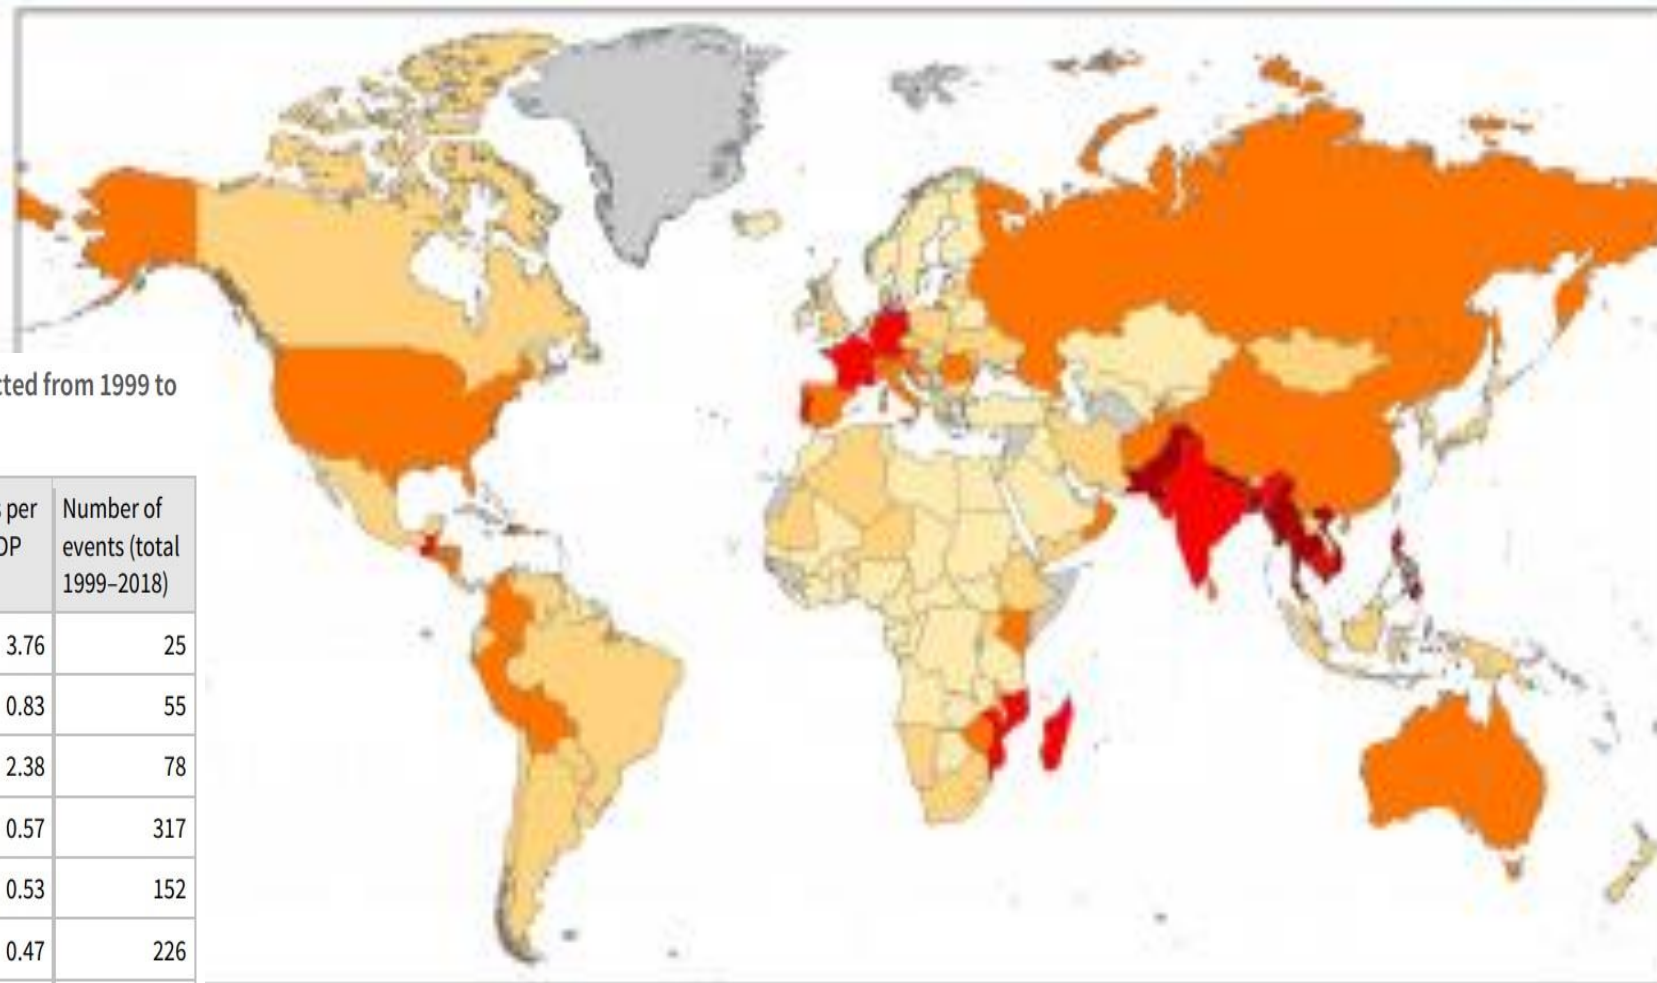 cted from 1999 to
s per Number of
DP events (total
1999–2018)
3.76 25
0.83 55
2.38 78
0.57 317
0.53 152
0.47 226